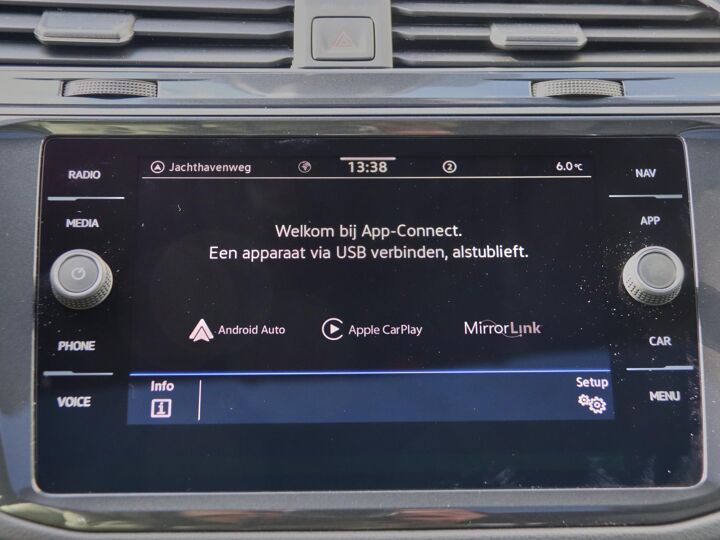 RADIO
MEDIA
PHONE
VOICE
Jachthavenweg 13:38 2 6.0°C
Welkom bij App-Connect.
Een apparaat via USB verbinden, alstublieft.
Android Auto Apple CarPlay MirrorLink
Info Setup
NAV
APP
CAR
MENU